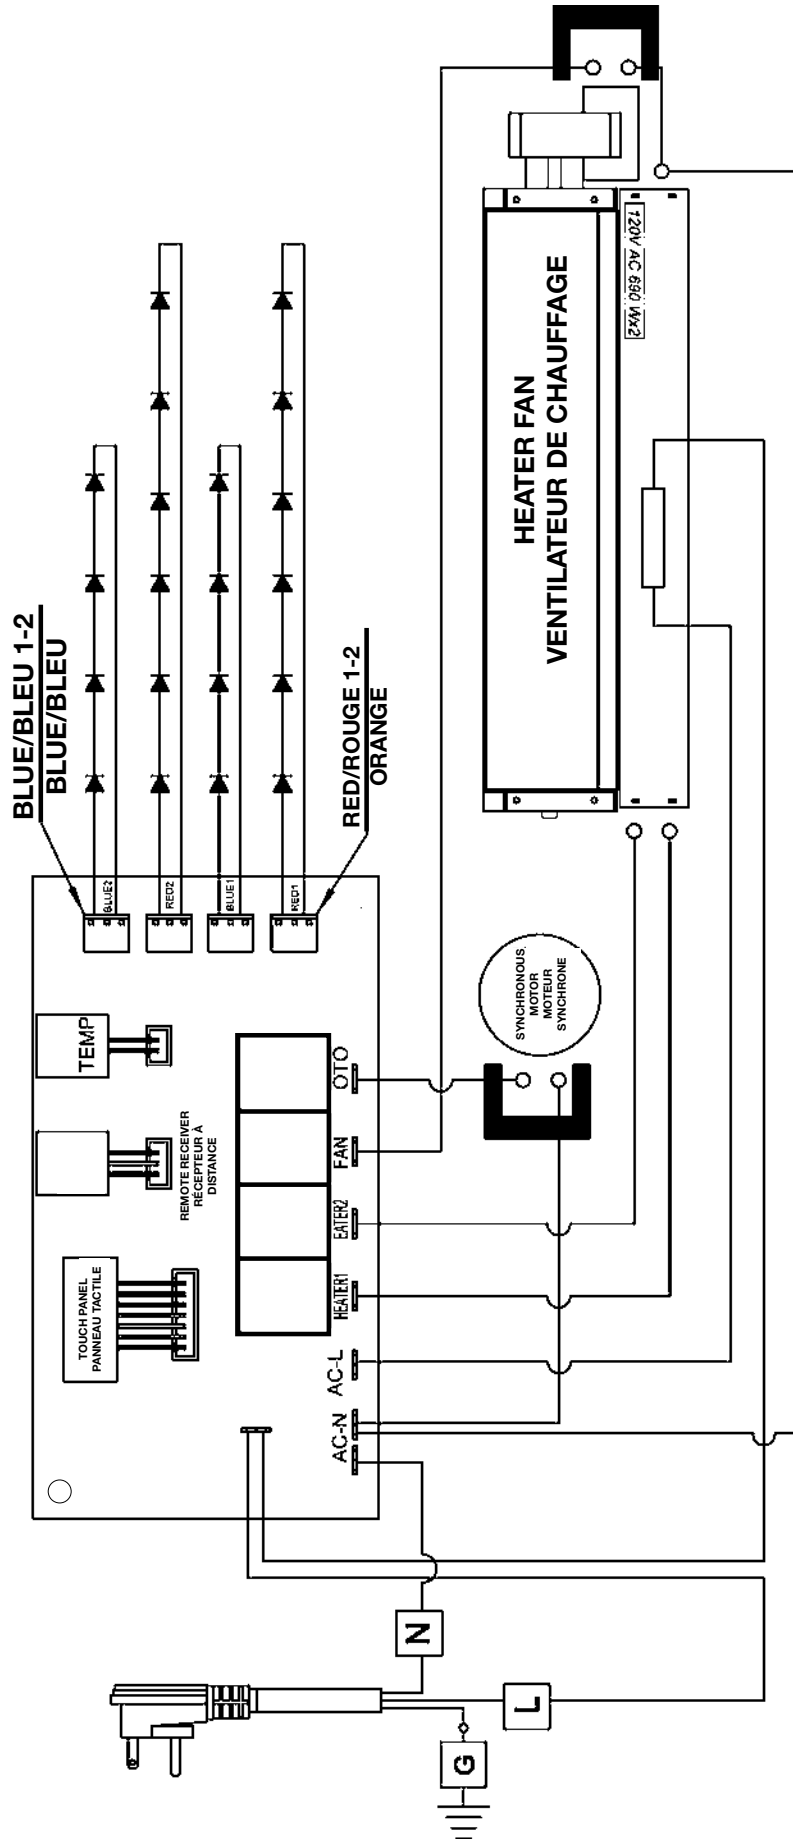 BLUE/BLEU 1-2
BLUE/BLEU
RED/ROUGE 1-2
ORANGE
BLUE2
RED2
BLUE1
RED1
TEMP
REMOTE RECEIVER
RÉCEPTEUR À
DISTANCE
TOUCH PANEL
PANNEAU TACTILE
OTO
FAN
EATER2
HEATER1
AC-L
AC-N
SYNCHRONOUS
MOTOR
MOTEUR
SYNCHRONE
HEATER FAN
VENTILATEUR DE CHAUFFAGE
120V AC 690 Wx2
N
L
G